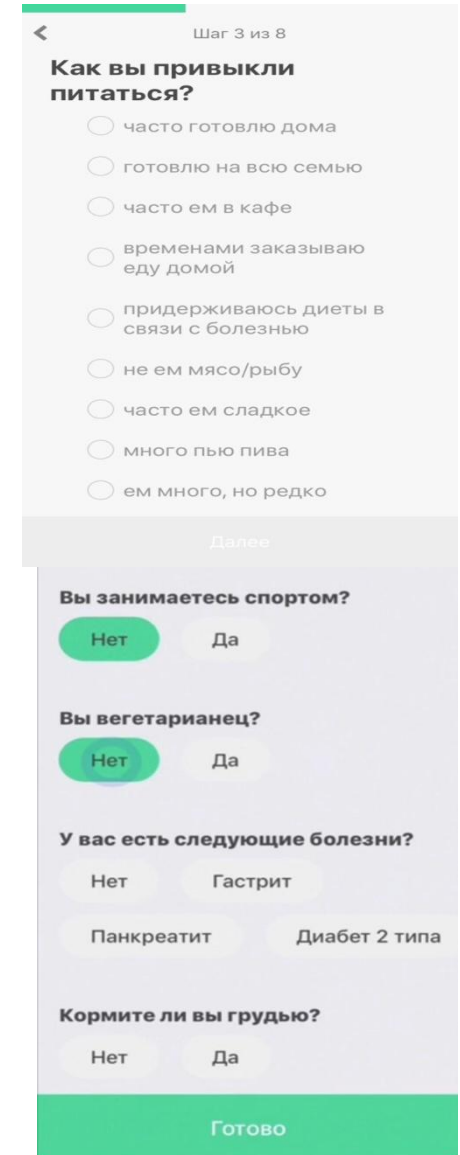 Шаг 3 из 8
Как вы привыкли
питаться?
часто готовлю дома
готовлю на всю семью
часто ем в кафе
временами заказываю
еду домой
придерживаюсь диеты в
связи с болезнью
не ем мясо/рыбу
часто ем сладкое
много пью пива
ем много, но редко
Далее
Вы занимаетесь спортом?
Нет Да
Вы вегетарианец?
Нет Да
У вас есть следующие болезни?
Нет Гастрит
Панкреатит Диабет 2 типа
Кормите ли вы грудью?
Нет Да
Готово